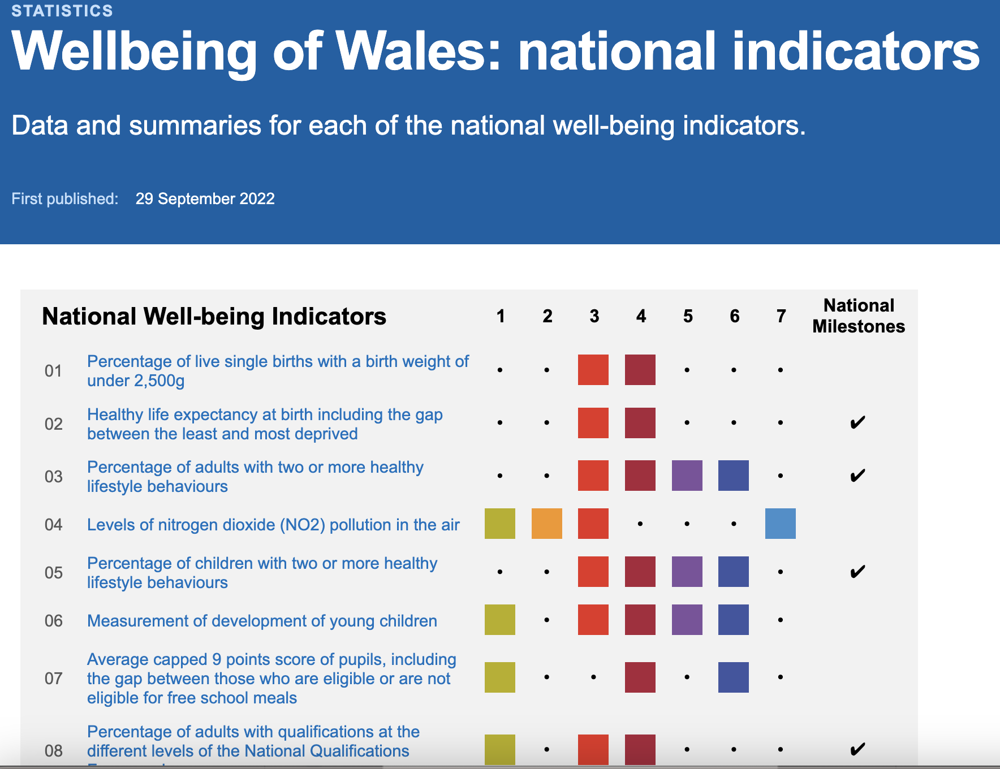 STATISTICS
Wellbeing of Wales: national indicators
Data and summaries for each of the national well-being indicators.
First published: 29 September 2022
National Well-being Indicators 1 2 3 4 5 6 7 National Milestones
01 Percentage of live single births with a birth weight of
under 2,500g
02 Healthy life expectancy at birth including the gap
between the least and most deprived ✔
03 Percentage of adults with two or more healthy
lifestyle behaviours ✔
04 Levels of nitrogen dioxide (NO2) pollution in the air
05 Percentage of children with two or more healthy
lifestyle behaviours ✔
06 Measurement of development of young children
07 Average capped 9 points score of pupils, including
the gap between those who are eligible or are not
eligible for free school meals
08 Percentage of adults with qualifications at the
different levels of the National Qualifications ✔